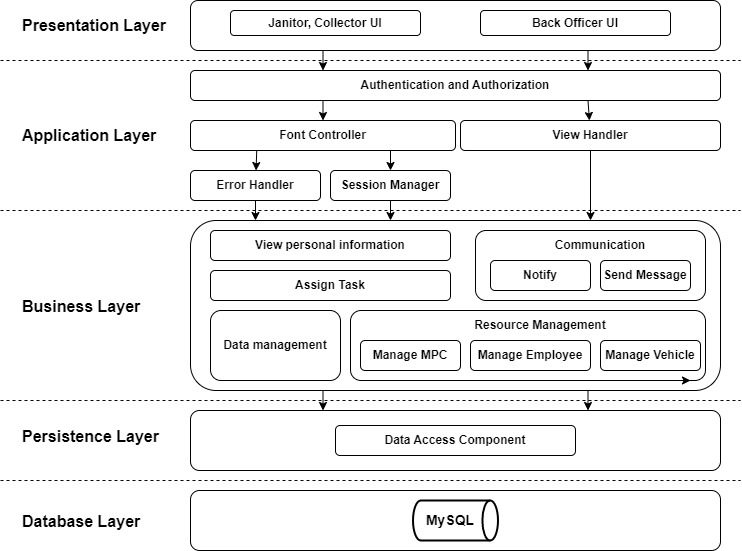 Presentation Layer
Janitor, Collector UI
Back Officer UI
Authentication and Authorization
Application Layer
Font Controller
View Handler
Error Handler
Session Manager
Business Layer
View personal information
Assign Task
Communication
Notify
Send Message
Data management
Resource Management
Manage MPC
Manage Employee
Manage Vehicle
Persistence Layer
Data Access Component
Database Layer
MySQL